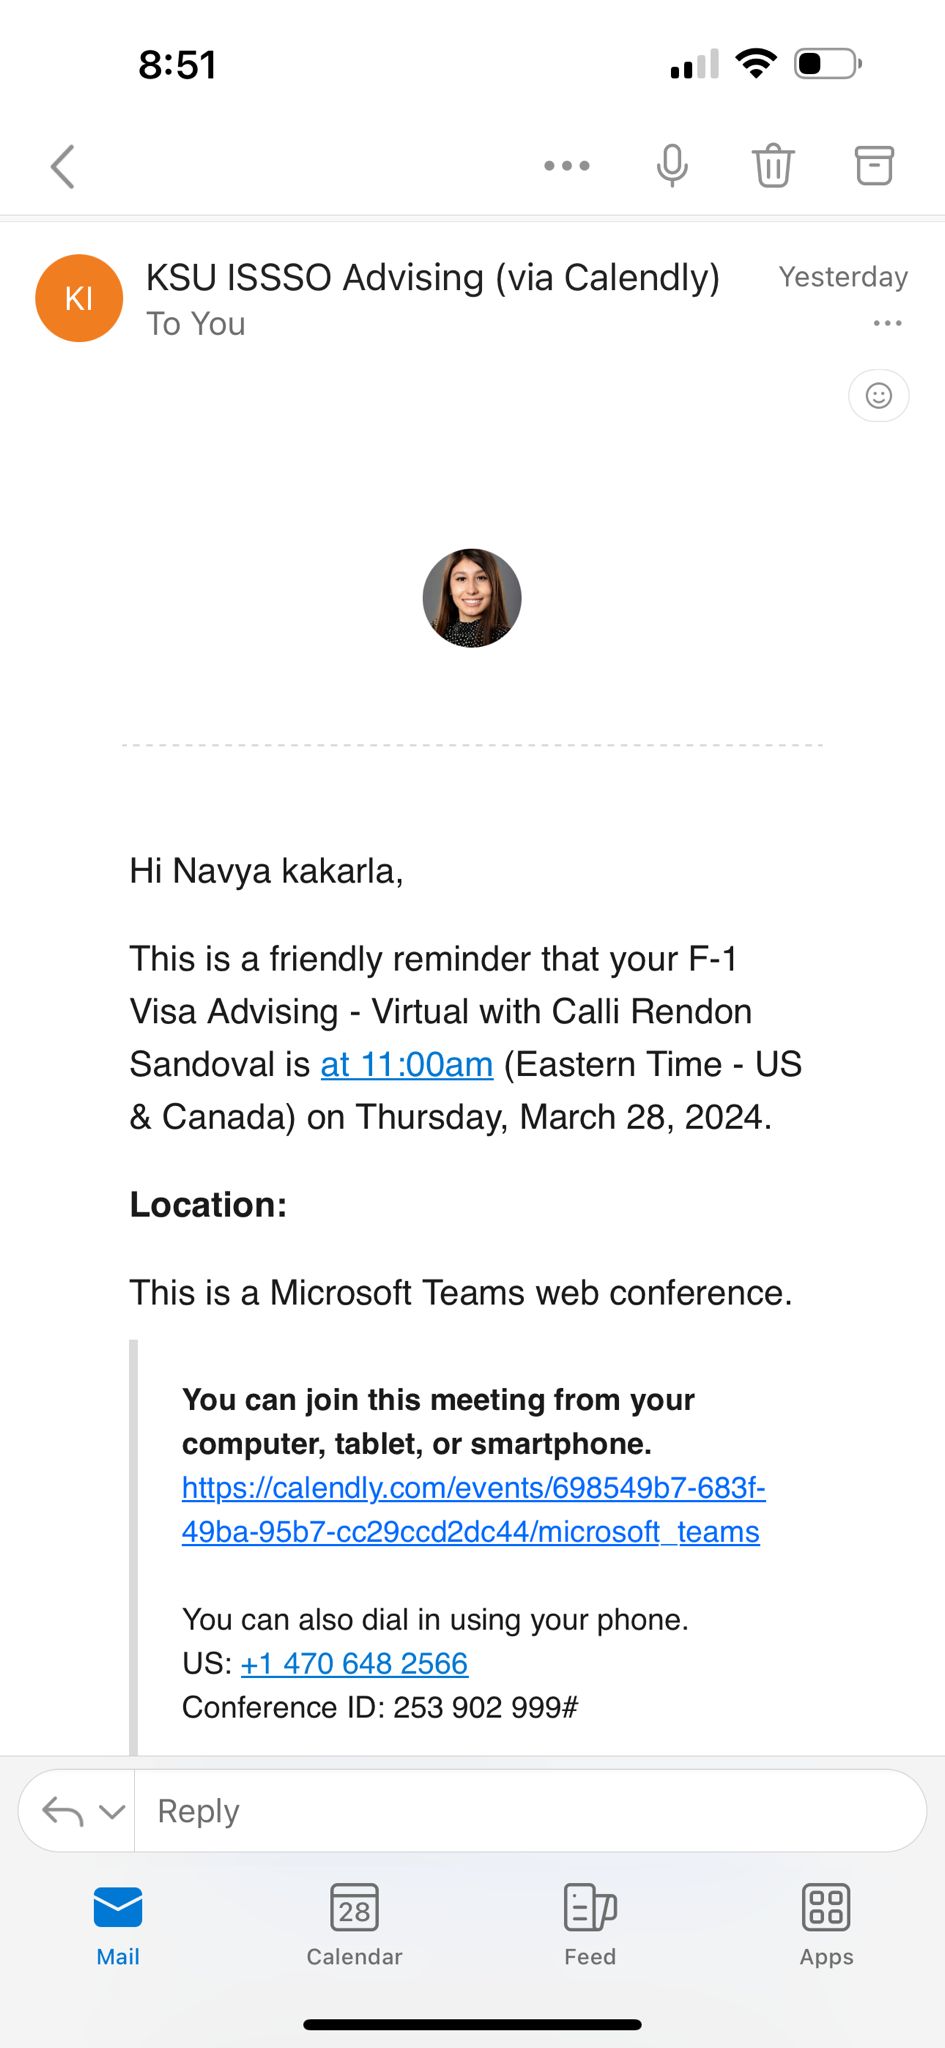 8:51
KI
KSU ISSSO Advising (via Calendly)
Yesterday
To You
Hi Navya kakarla,
This is a friendly reminder that your F-1
Visa Advising - Virtual with Calli Rendon
Sandoval is at 11:00am (Eastern Time - US
& Canada) on Thursday, March 28, 2024.
Location:
This is a Microsoft Teams web conference.
You can join this meeting from your
computer, tablet, or smartphone.
https://calendly.com/events/698549b7-683f-
49ba-95b7-cc29ccd2dc44/microsoft_teams
You can also dial in using your phone.
US: +1 470 648 2566
Conference ID: 253 902 999#
Reply
28
Mail
Calendar
Feed
Apps